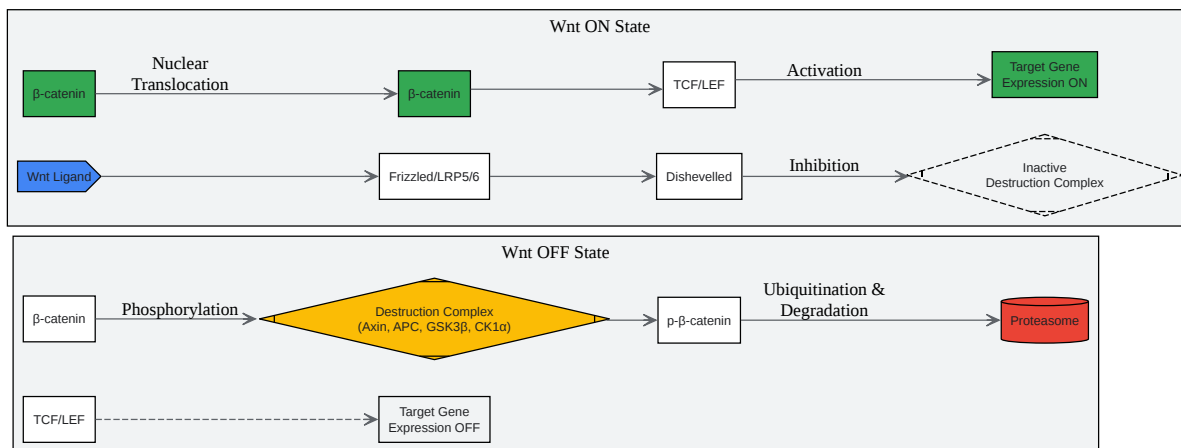 Wnt ON State
β-catenin
Nuclear
Translocation
β-catenin
TCF/LEF
Activation
Target Gene
Expression ON
Wnt Ligand
Frizzled/LRP5/6
Dishevelled
Inhibition
Inactive
Destruction Complex
Wnt OFF State
β-catenin
Phosphorylation
Destruction Complex
(Axin, APC, GSK3β, CK1α)
p-β-catenin
Ubiquitination &
Degradation
Proteasome
TCF/LEF
Target Gene
Expression OFF